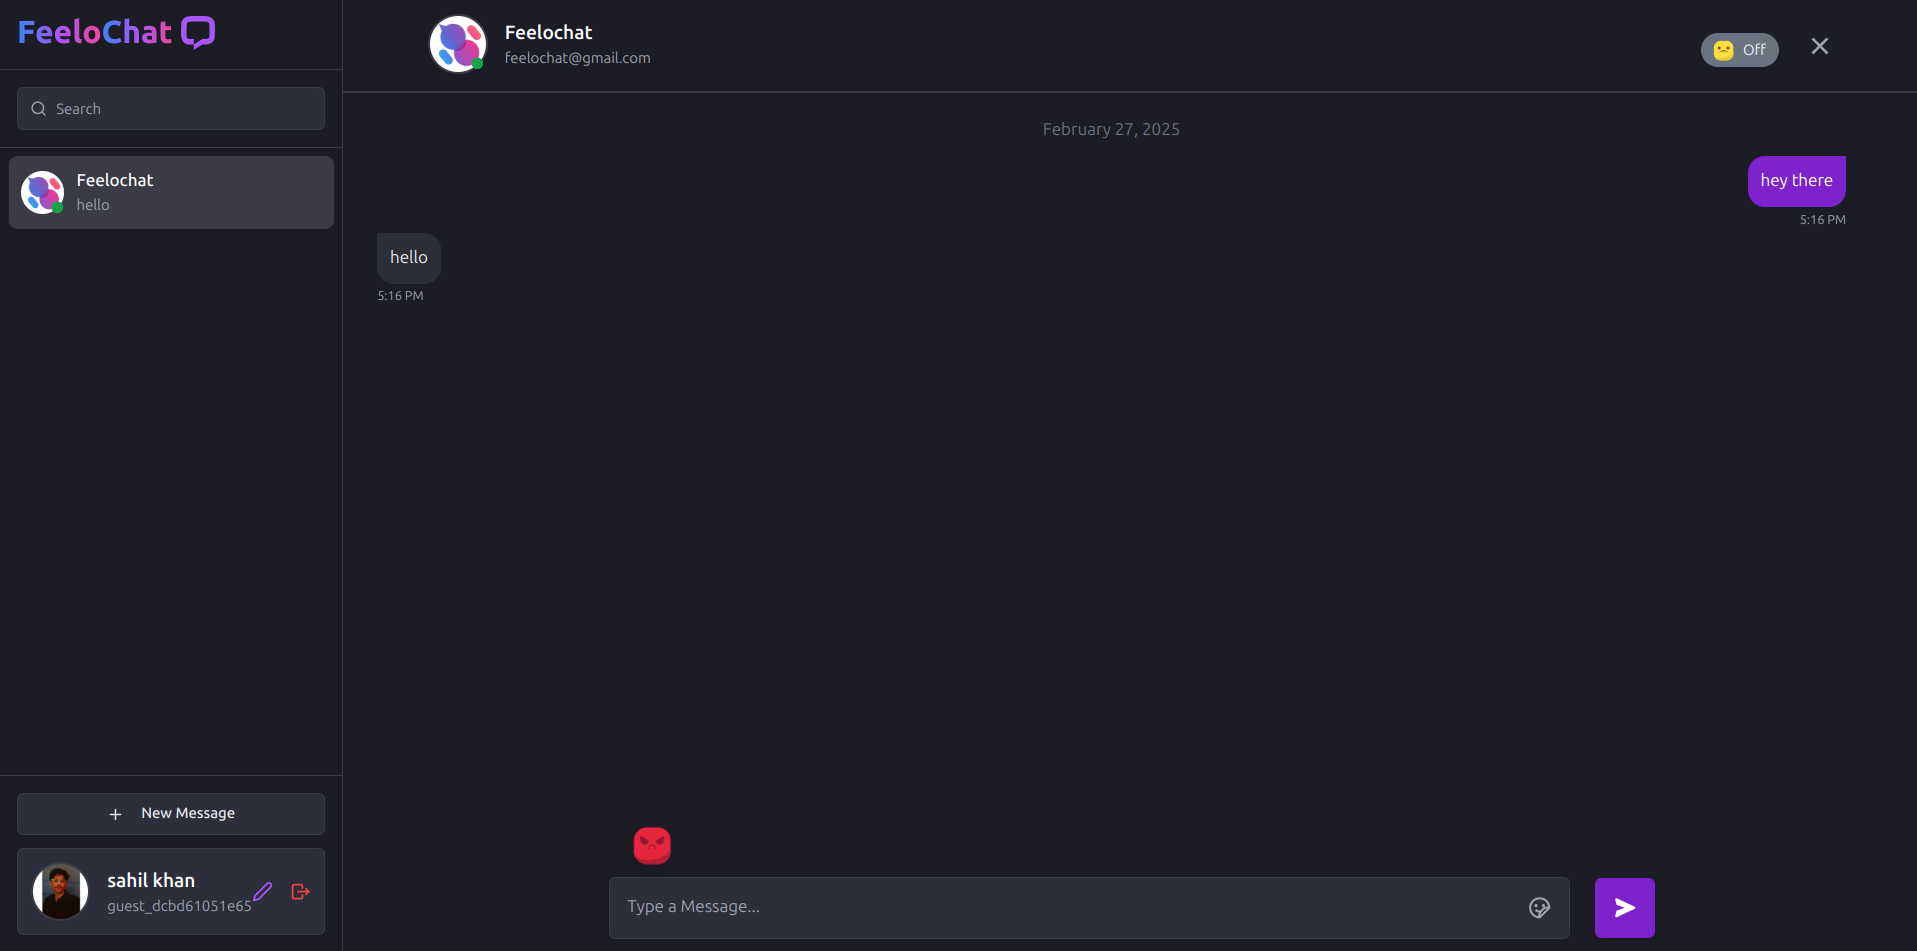 FeeloChat
Search
Feelochat
hello
New Message
sahil khan
guest_dcbd61051e65
Feelochat
feelochat@gmail.com
Off
February 27, 2025
hey there
5:16 PM
hello
5:16 PM
Type a Message...